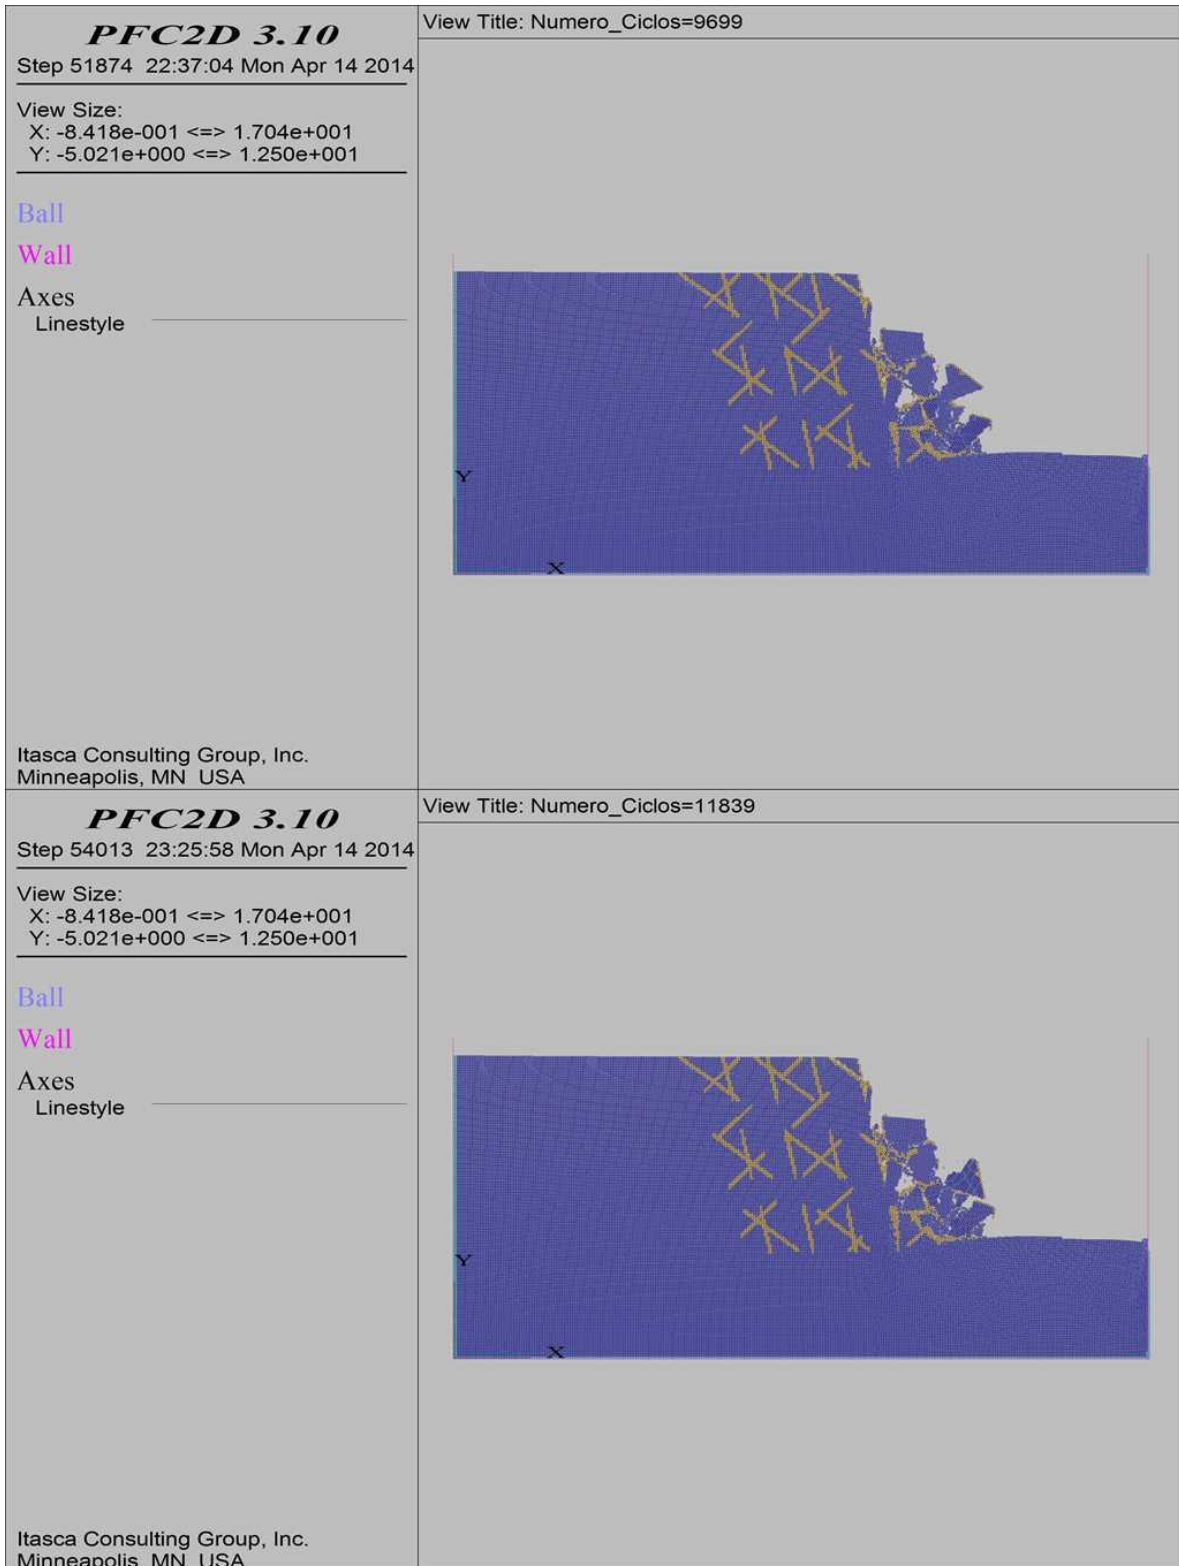 PFC2D 3.10
Step 51874 22:37:04 Mon Apr 14 2014
View Size:
X: -8.418e-001 <=> 1.704e+001
Y: -5.021e+000 <=> 1.250e+001
Ball
Wall
Axes
Linestyle
Itasca Consulting Group, Inc.
Minneapolis, MN USA
View Title: Numero_Ciclos=9699
Y
X
PFC2D 3.10
Step 54013 23:25:58 Mon Apr 14 2014
View Size:
X: -8.418e-001 <=> 1.704e+001
Y: -5.021e+000 <=> 1.250e+001
Ball
Wall
Axes
Linestyle
Itasca Consulting Group, Inc.
Minneapolis, MN USA
View Title: Numero_Ciclos=11839
Y
X